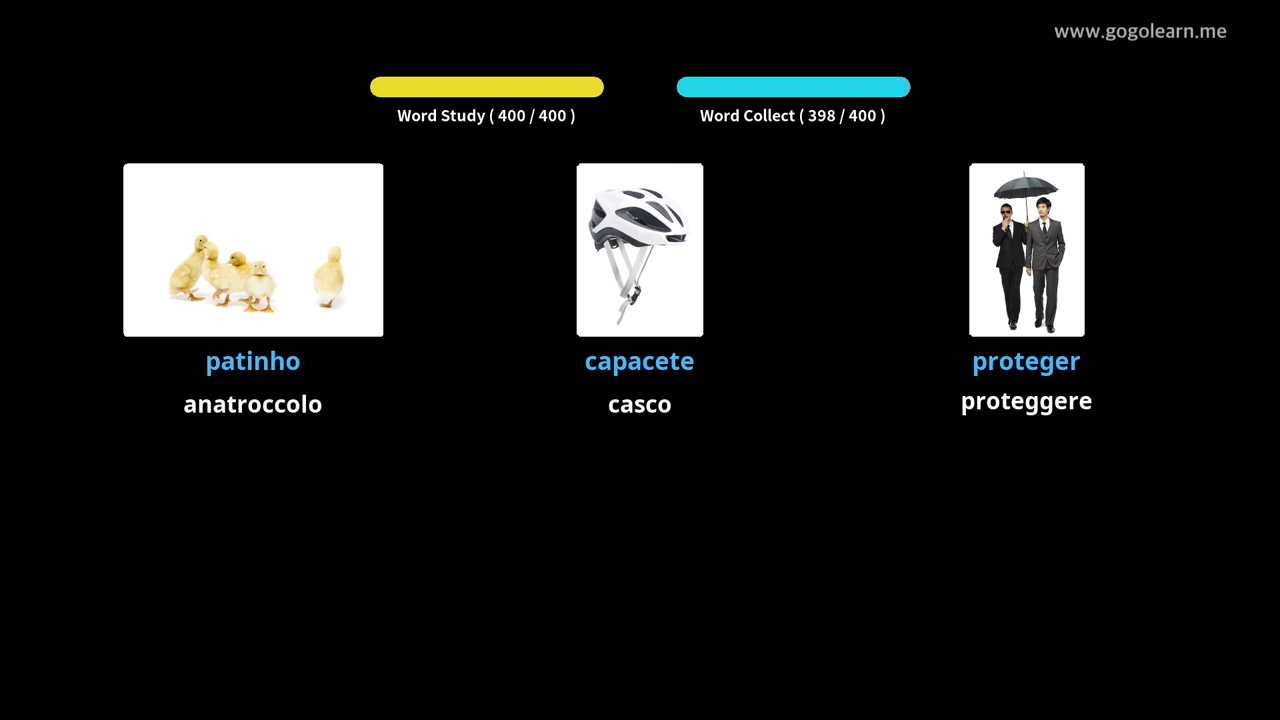 www.gogolearn.me
Word Study ( 400 / 400 )
Word Collect ( 398 / 400 )
patinho
anatroccolo
capacete
casco
proteger
proteggere